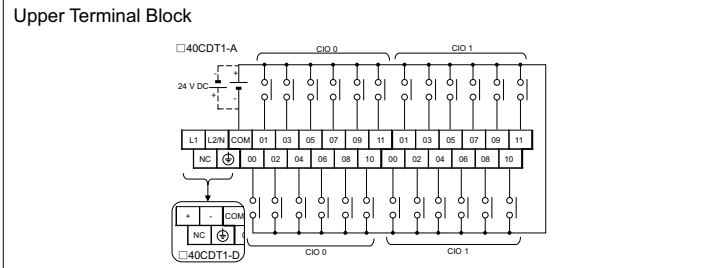 Upper Terminal Block
□40CDT1-A
CIO 0
CIO 1
- +
24 V DC
+ -
L1 L2/N COM 01 03 05 07 09 11 01 03 05 07 09 11
NC 00 02 04 06 08 10 00 02 04 06 08 10
+ - COM
NC
□40CDT1-D
CIO 0
CIO 1